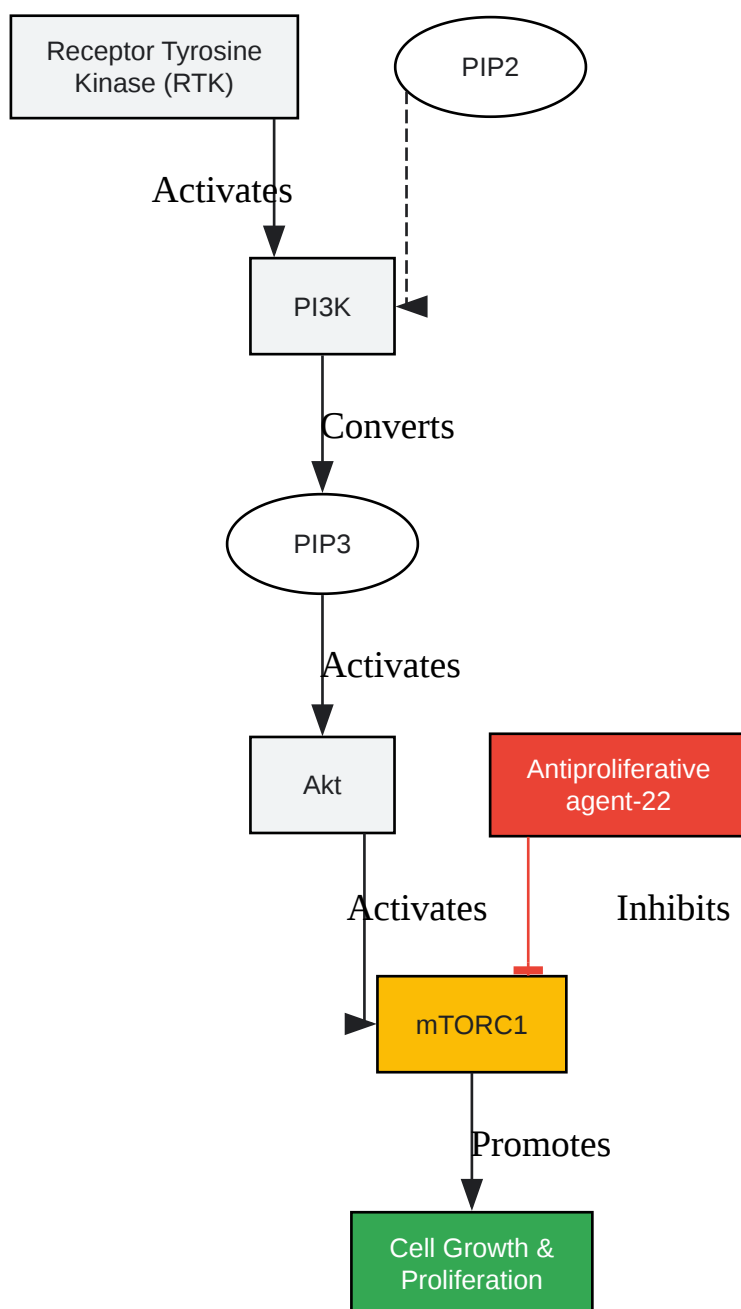 Receptor Tyrosine
Kinase (RTK)
PIP2
Activates
PI3K
Converts
PIP3
Activates
Akt
Antiproliferative
agent-22
Activates
Inhibits
mTORC1
Promotes
Cell Growth &
Proliferation